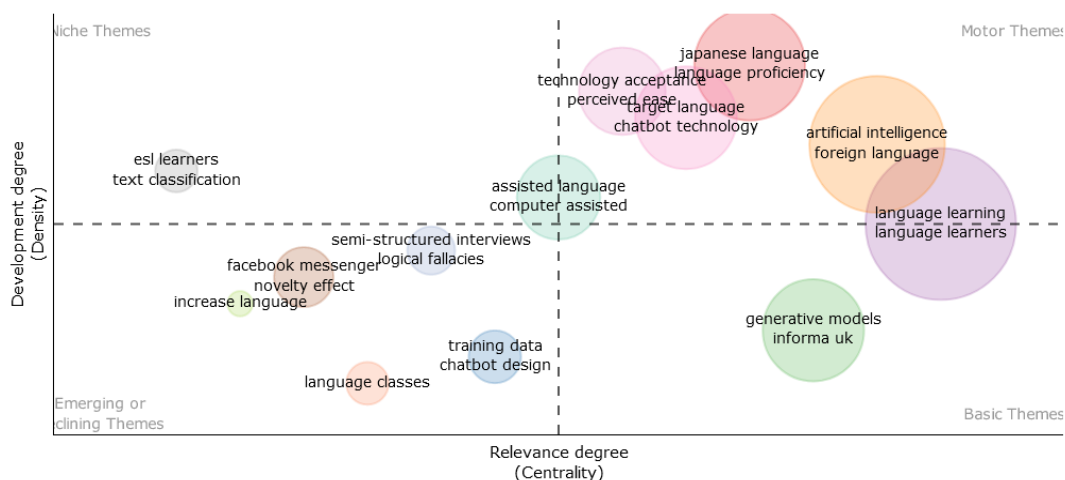 Niche Themes
Motor Themes
japanese language
language proficiency
technology acceptance
perceived ease
target language
chatbot technology
artificial intelligence
foreign language
esl learners
text classification
assisted language
computer assisted
language learning
language learners
semi-structured interviews
logical fallacies
facebook messenger
novelty effect
increase language
generative models
informa uk
training data
chatbot design
language classes
Emerging or
clining Themes
Basic Themes
Development degree
(Density)
Relevance degree
(Centrality)